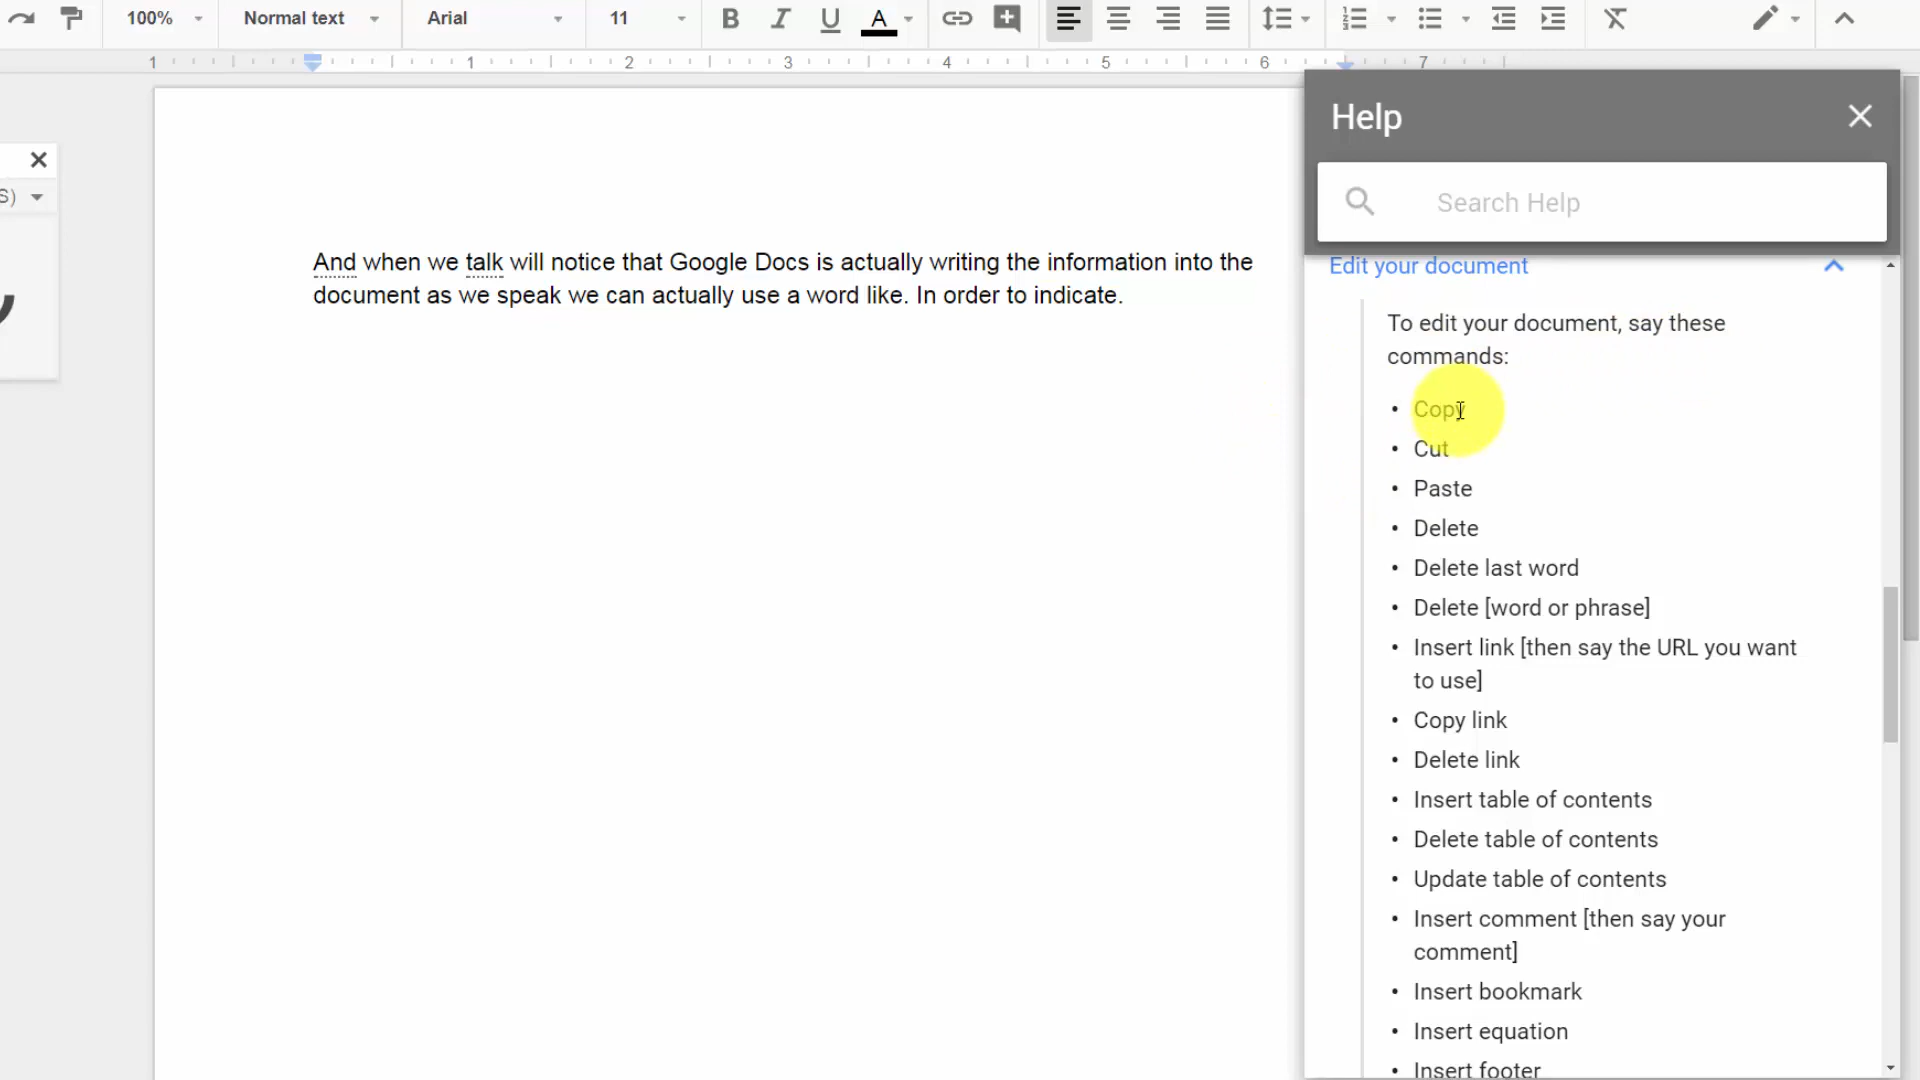 100% Normal text Arial 11 B I U A
1 1 2 3 4 5 6 7
Help
Search Help
S)
And when we talk will notice that Google Docs is actually writing the information into the
document as we speak we can actually use a word like. In order to indicate.
Edit your document
To edit your document, say these
commands:
• Copy
• Cut
• Paste
• Delete
• Delete last word
• Delete [word or phrase]
• Insert link [then say the URL you want
to use]
• Copy link
• Delete link
• Insert table of contents
• Delete table of contents
• Update table of contents
• Insert comment [then say your
comment]
• Insert bookmark
• Insert equation
• Insert footer